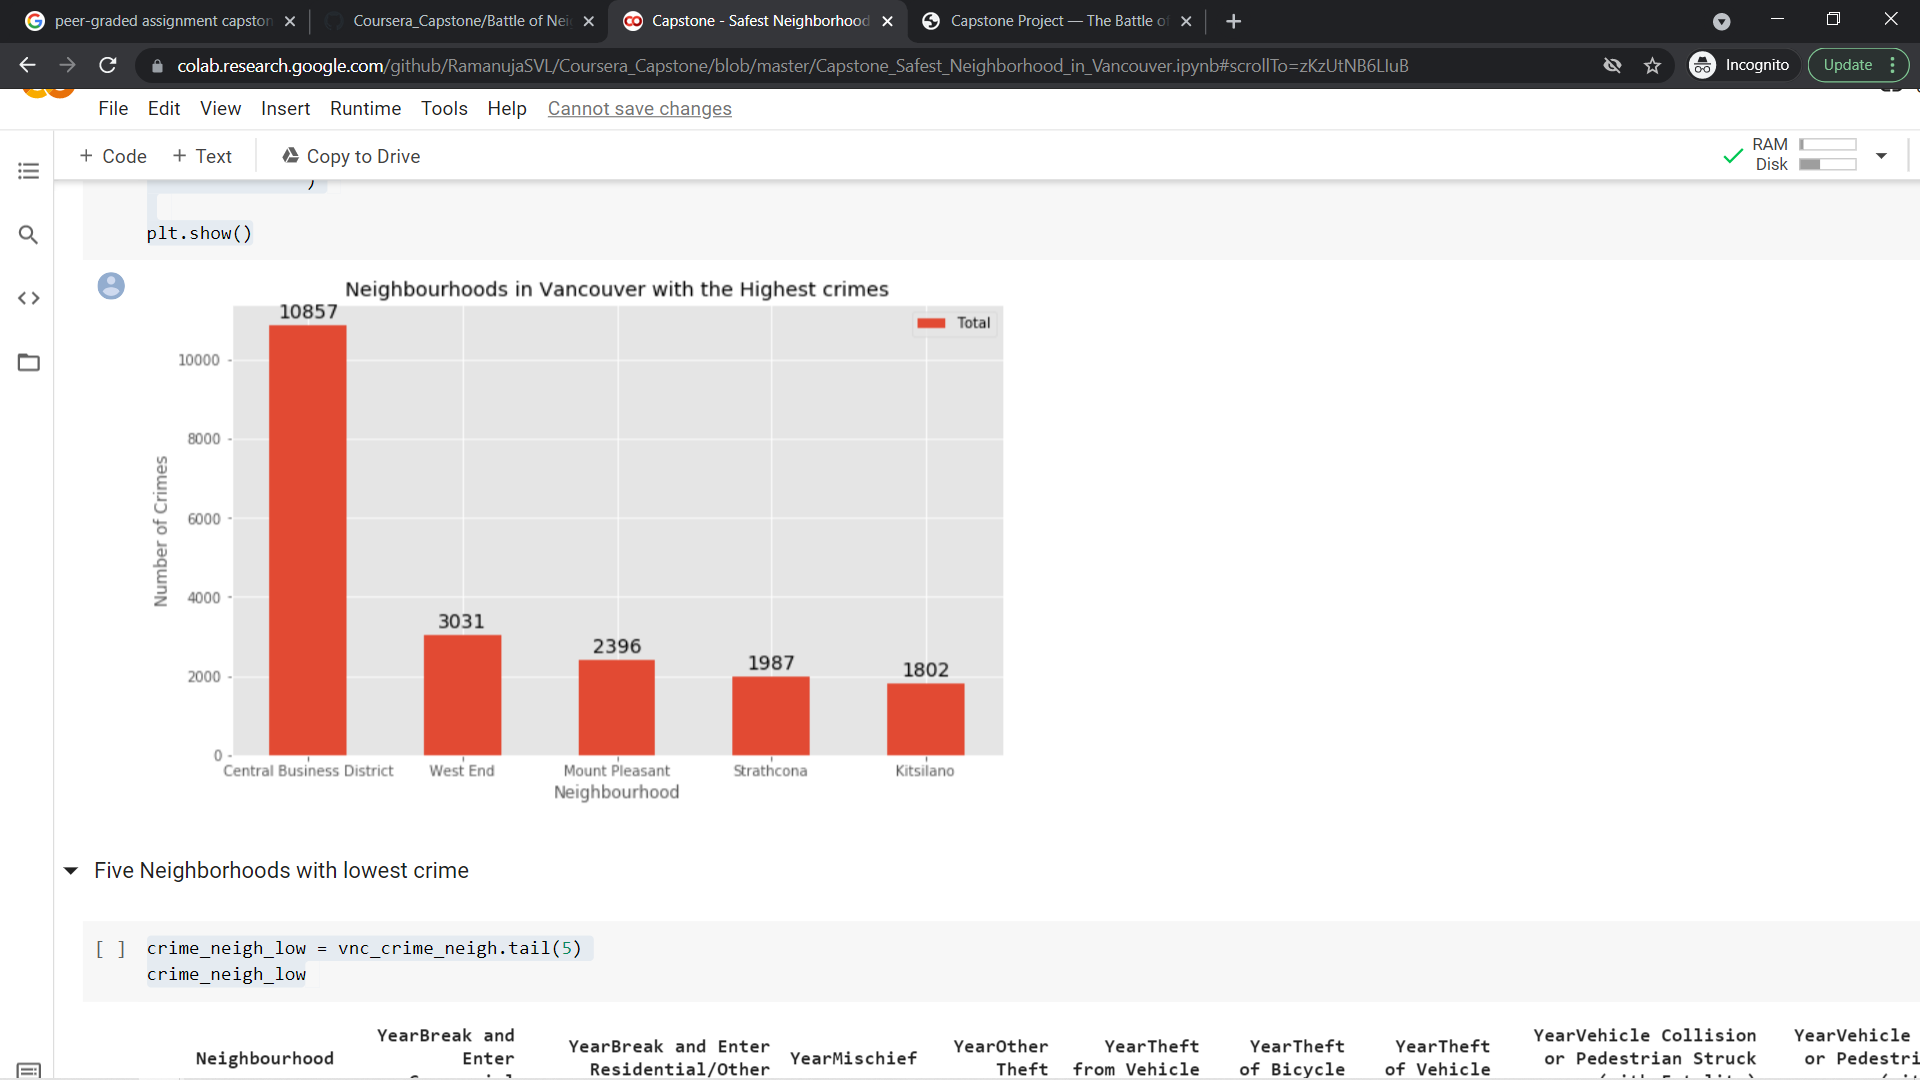 peer-graded assignment capston
Coursera_Capstone/Battle of Nei
Capstone - Safest Neighborhood
Capstone Project — The Battle of
colab.research.google.com/github/RamanujaSVL/Coursera_Capstone/blob/master/Capstone_Safest_Neighborhood_in_Vancouver.ipynb#scrollTo=zKzUtNB6LIuB
Incognito
Update
File Edit View Insert Runtime Tools Help Cannot save changes
+ Code + Text Copy to Drive
RAM
Disk
)
plt.show()
Neighbourhoods in Vancouver with the Highest crimes
10857
Total
10000
8000
6000
4000
2000
0
Number of Crimes
3031
2396
1987
1802
Central Business District West End Mount Pleasant Strathcona Kitsilano
Neighbourhood
Five Neighborhoods with lowest crime
[ ] crime_neigh_low = vnc_crime_neigh.tail(5)
crime_neigh_low
Neighbourhood
YearBreak and
Enter
YearBreak and Enter
Residential/Other
YearMischief
YearOther
Theft
YearTheft
from Vehicle
YearTheft
of Bicycle
YearTheft
of Vehicle
YearVehicle Collision
or Pedestrian Struck
YearVehicle
or Pedestri